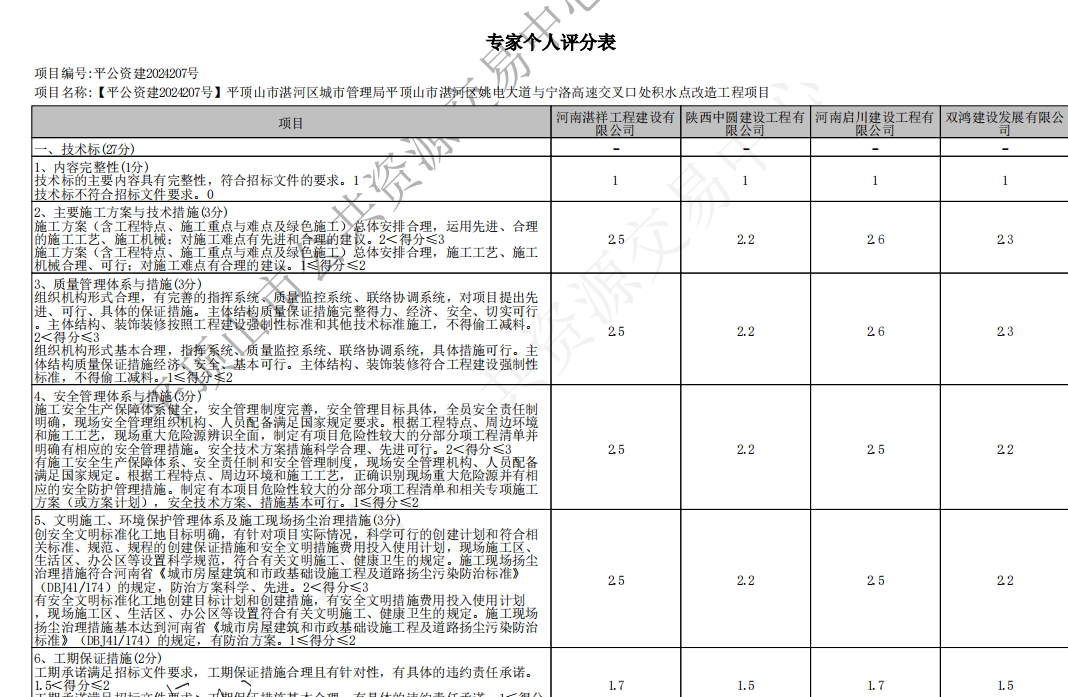 专家个人评分表
项目编号:平公资建2024207号
项目名称:【平公资建2024207号】平顶山市湛河区城市管理局平顶山市湛河区姚电大道与宁洛高速交叉口处积水点改造工程项目
项目 河南湛祥工程建设有限公司 陕西中圆建设工程有限公司 河南启川建设工程有限公司 双鸿建设发展有限公司
一、技术标(27分) - - - -
1、内容完整性(1分)
技术标的主要内容具有完整性，符合招标文件的要求。1
技术标不符合招标文件要求。0
1 1 1 1
2、主要施工方案与技术措施(3分)
施工方案（含工程特点、施工重点与难点及绿色施工）总体安排合理，运用先进、合理
的施工工艺、施工机械；对施工难点有先进和合理的建议。2<得分≤3
施工方案（含工程特点、施工重点与难点及绿色施工）总体安排合理，施工工艺、施工
机械合理、可行；对施工难点有合理的建议。1≤得分≤2
2.5 2.2 2.6 2.3
3、质量管理体系与措施(3分)
组织机构形式合理，有完善的指挥系统、质量监控系统、联络协调系统，对项目提出先
进、可行、具体的保证措施。主体结构质量保证措施完整得力、经济、安全、切实可行
。主体结构、装饰装修按照工程建设强制性标准和其他技术标准施工，不得偷工减料。
2<得分≤3
组织机构形式基本合理，指挥系统、质量监控系统、联络协调系统，具体措施可行。主
体结构质量保证措施经济、安全、基本可行。主体结构、装饰装修符合工程建设强制性
标准，不得偷工减料。1≤得分≤2
2.5 2.2 2.6 2.3
4、安全管理体系与措施(3分)
施工安全生产保障体系健全，安全管理制度完善，安全管理目标具体，全员安全责任制
明确，现场安全管理组织机构、人员配备满足国家规定要求。根据工程特点、周边环境
和施工工艺，现场重大危险源辨识全面，制定有项目危险性较大的分部分项工程清单并
明确有相应的安全管理措施。安全技术方案措施科学合理、先进可行。2<得分≤3
有施工安全生产保障体系、安全责任制和安全管理制度，现场安全管理机构、人员配备
满足国家规定。根据工程特点、周边环境和施工工艺，正确识别现场重大危险源并有相
应的安全防护管理措施。制定有本项目危险性较大的分部分项工程清单和相关专项施工
方案（或方案计划），安全技术方案、措施基本可行。1≤得分≤2
2.5 2.2 2.5 2.2
5、文明施工、环境保护管理体系及施工现场扬尘治理措施(3分)
创安全文明标准化工地目标明确，有针对项目实际情况，科学可行的创建计划和符合相
关标准、规范、规程的创建保证措施和安全文明措施费用投入使用计划，现场施工区、
生活区、办公区等设置科学规范，符合有关文明施工、健康卫生的规定。施工现场扬尘
治理措施符合河南省《城市房屋建筑和市政基础设施工程及道路扬尘污染防治标准》
（DBJ41/174）的规定，防治方案科学、先进。2<得分≤3
有安全文明标准化工地创建目标计划和创建措施，有安全文明措施费用投入使用计划
，现场施工区、生活区、办公区等设置符合有关文明施工、健康卫生的规定。施工现场
扬尘治理措施基本达到河南省《城市房屋建筑和市政基础设施工程及道路扬尘污染防治
标准》（DBJ41/174）的规定，有防治方案。1≤得分≤2
2.5 2.2 2.5 2.2
6、工期保证措施(2分)
工期承诺满足招标文件要求，工期保证措施合理且有针对性，有具体的违约责任承诺。
1.5<得分≤2
1.7 1.5 1.7 1.5
平顶山市公共资源交易中心
共资源交易中心